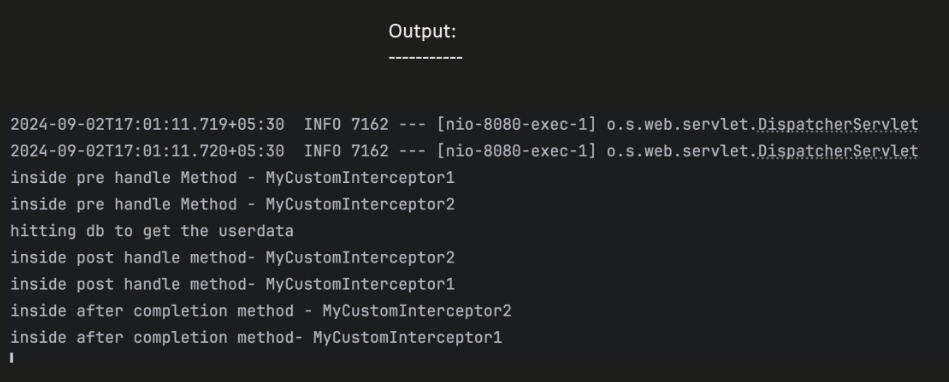 Output:
-----------
2024-09-02T17:01:11.719+05:30  INFO 7162 --- [nio-8080-exec-1] o.s.web.servlet.DispatcherServlet
2024-09-02T17:01:11.720+05:30  INFO 7162 --- [nio-8080-exec-1] o.s.web.servlet.DispatcherServlet
inside pre handle Method - MyCustomInterceptor1
inside pre handle Method - MyCustomInterceptor2
hitting db to get the userdata
inside post handle method- MyCustomInterceptor2
inside post handle method- MyCustomInterceptor1
inside after completion method - MyCustomInterceptor2
inside after completion method- MyCustomInterceptor1